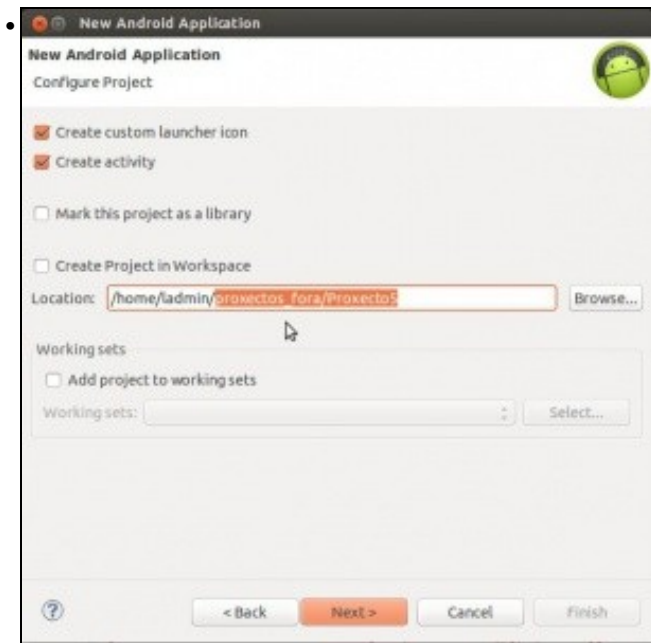 New Android Application
New Android Application
Configure Project
Create custom launcher icon
Create activity
Mark this project as a library
Create Project in Workspace
Location: /home/ladmin/proxectos_fora/Proxecto5 Browse...
Working sets
Add project to working sets
Working sets: Select...
? < Back Next > Cancel Finish